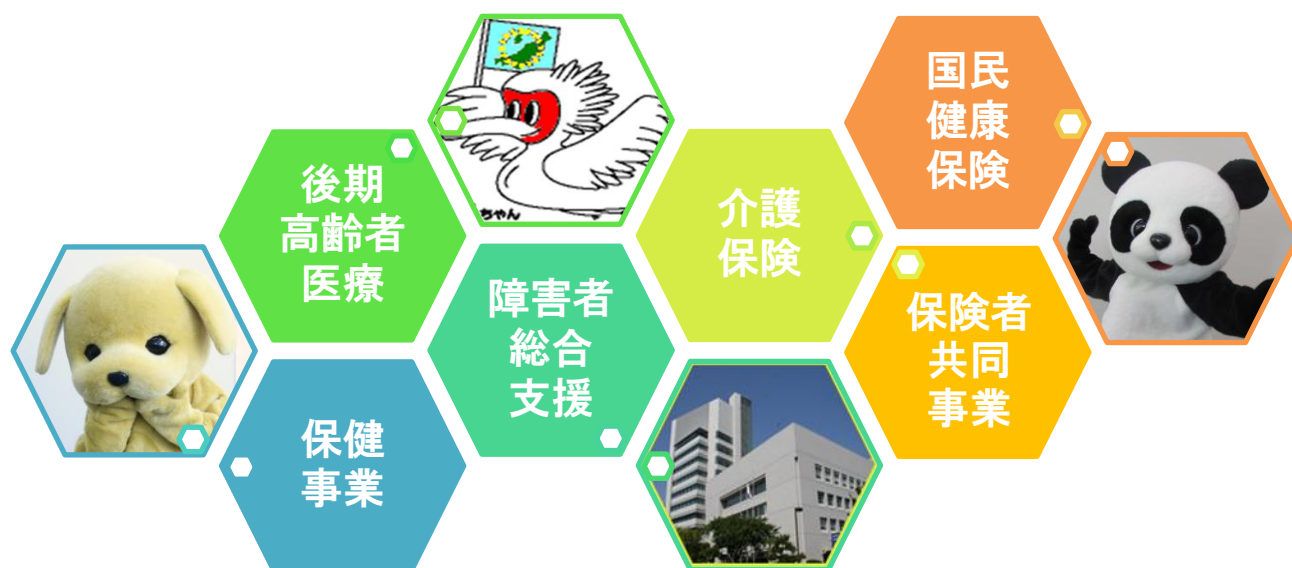 国民
健康
保険
後期
高齢者
医療
介護
保険
ちゃん
障害者
総合
支援
保険者
共同
事業
保健
事業